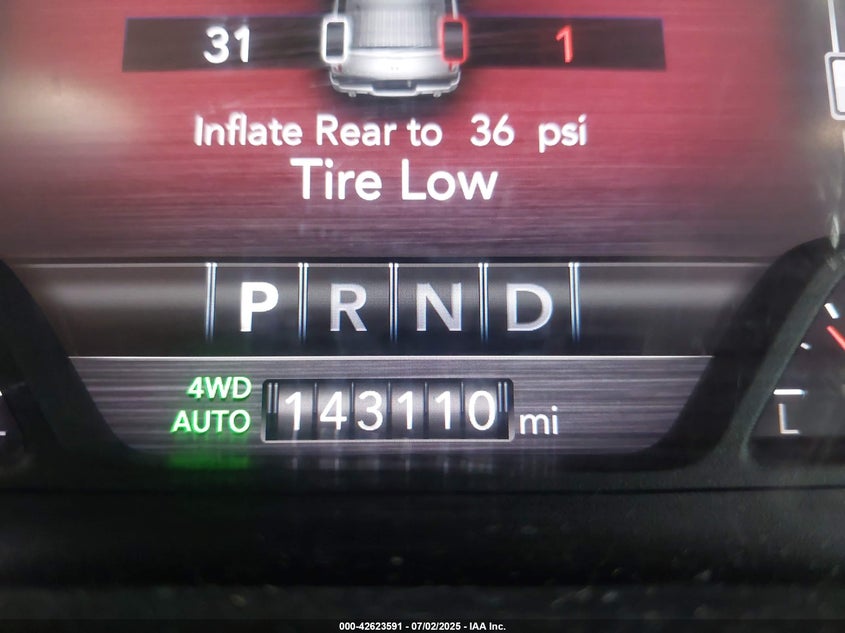 31 1
Inflate Rear to 36 psi
Tire Low
P R N D
4WD
AUTO
143110 mi
L
000-42623591 - 07/02/2025 - IAA Inc.